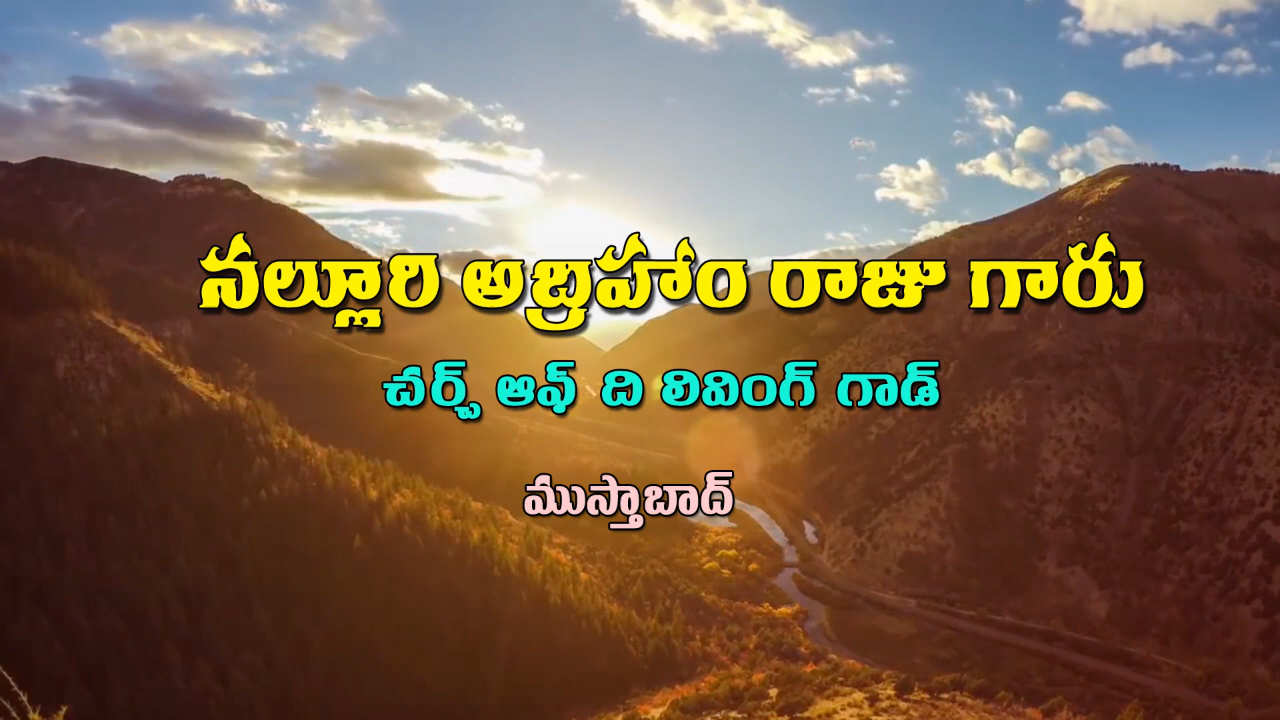 నల్లూరి అబ్రహాం రాజు గారు
చర్చ్ ఆఫ్ ది లివింగ్ గాడ్
ముస్తాబాద్